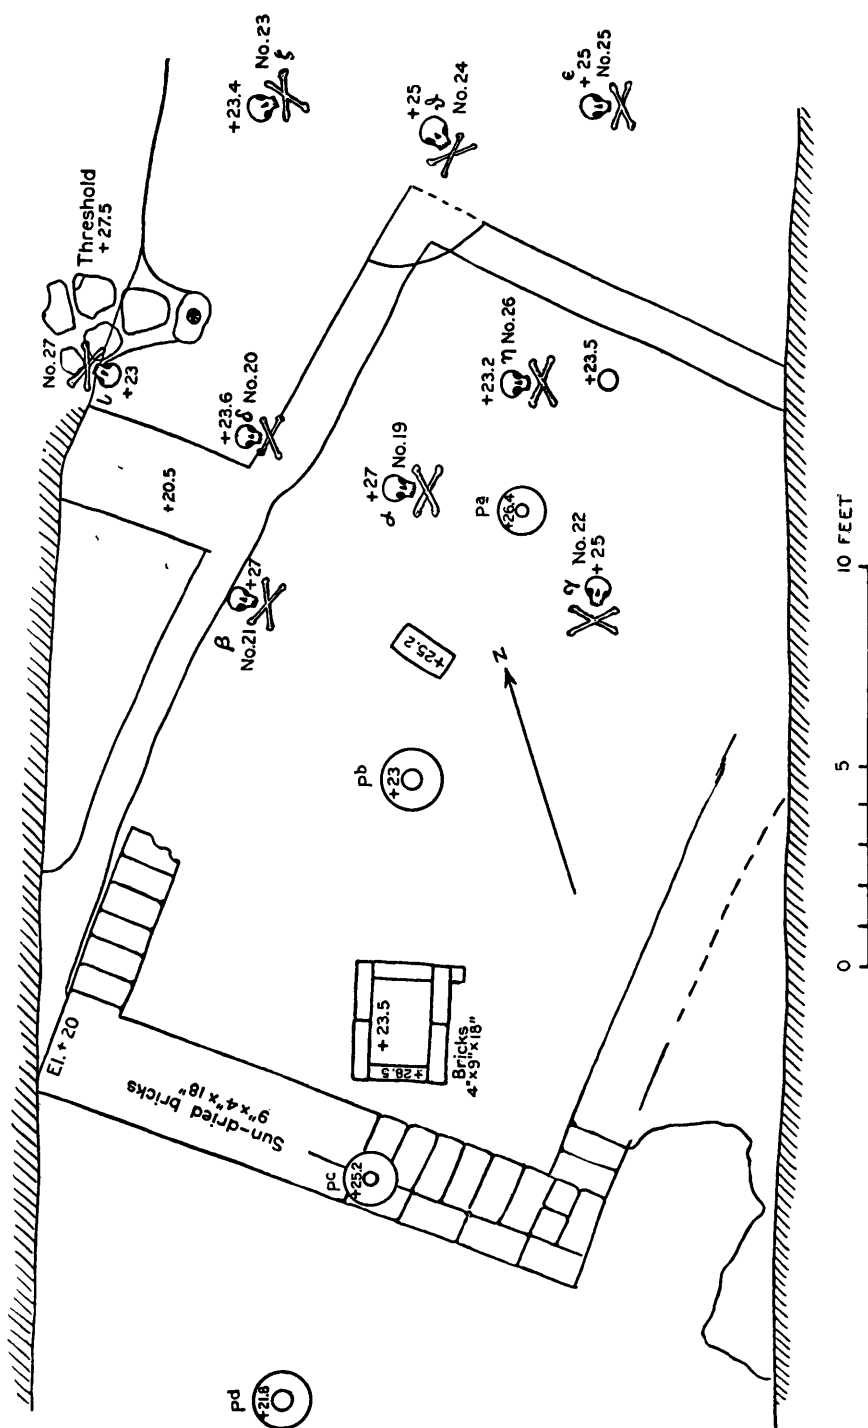 +23.4
No.23
ζ
+25
ϑ
No.24
ε
+25
No.25
Threshold
+27.5
No.27
ι
+23
+23.6
δ
No.20
+20.5
+23.2
η No.26
+23.5
+27
α
No.19
pa
+26.4
γ
No.22
+25
+27
β
No.21
+25.2
N
pb
+23
+23.5
+28.5
Bricks
4"x9"x18"
El. +20
Sun-dried bricks
9"x4"x18"
pc
+25.2
pd
+21.8
0
5
10 FEET